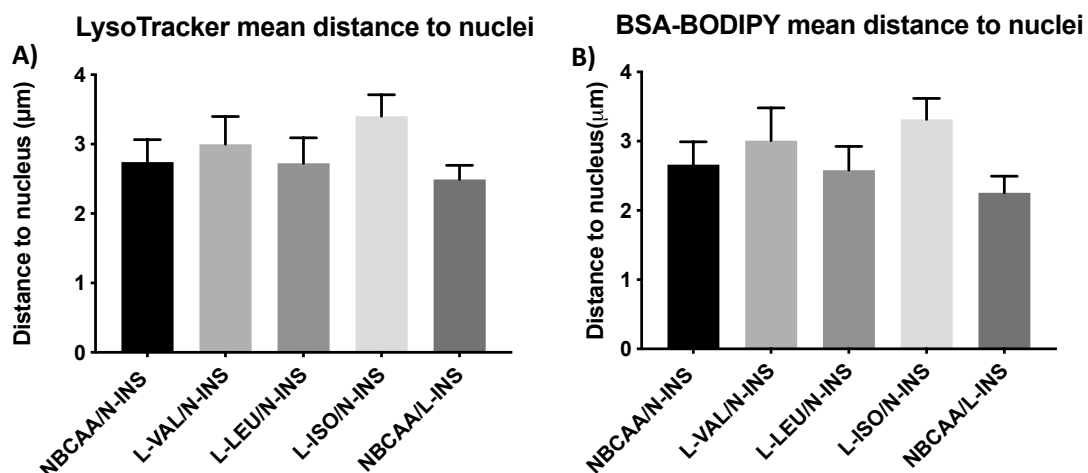 LysoTracker mean distance to nuclei
A)
Distance to nucleus (µm)
4
3
2
1
0
NBCAA/N-INS
L-VAL/N-INS
L-LEU/N-INS
L-ISO/N-INS
NBCAA/L-INS
BSA-BODIPY mean distance to nuclei
B)
Distance to nucleus(µm)
4
3
2
1
0
NBCAA/N-INS
L-VAL/N-INS
L-LEU/N-INS
L-ISO/N-INS
NBCAA/L-INS